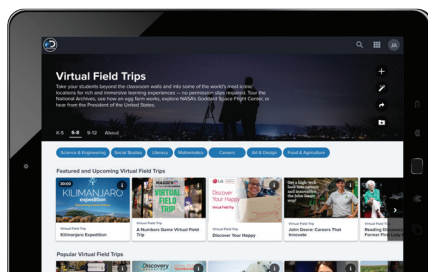 JA
Virtual Field Trips
Take your students beyond the classroom walls and into some of the world's most iconic
locations for rich and immersive learning experiences — no permission slips required. Tour the
National Archives, see how an egg farm works, explore NASA's Goddard Space Flight Center, or
hear from the President of the United States.
K-5 6-8 9-12 About
Science & Engineering Social Studies Literacy Mathematics Careers Art & Design Food & Agriculture
Featured and Upcoming Virtual Field Trips
KILIMANJARO
expedition
Virtual Field Trip
Kilimanjaro Expedition
VIRTUAL
FIELD
TRIP
Virtual Field Trip
A Numbers Game Virtual Field
Trip
LG
Discover
Your Happy
Virtual Field Trip
Virtual Field Trip
Discover Your Happy
Virtual Field Trip
John Deere: Careers That
Innovate
Virtual Field Trip
Popular Virtual Field Trips
Discovery